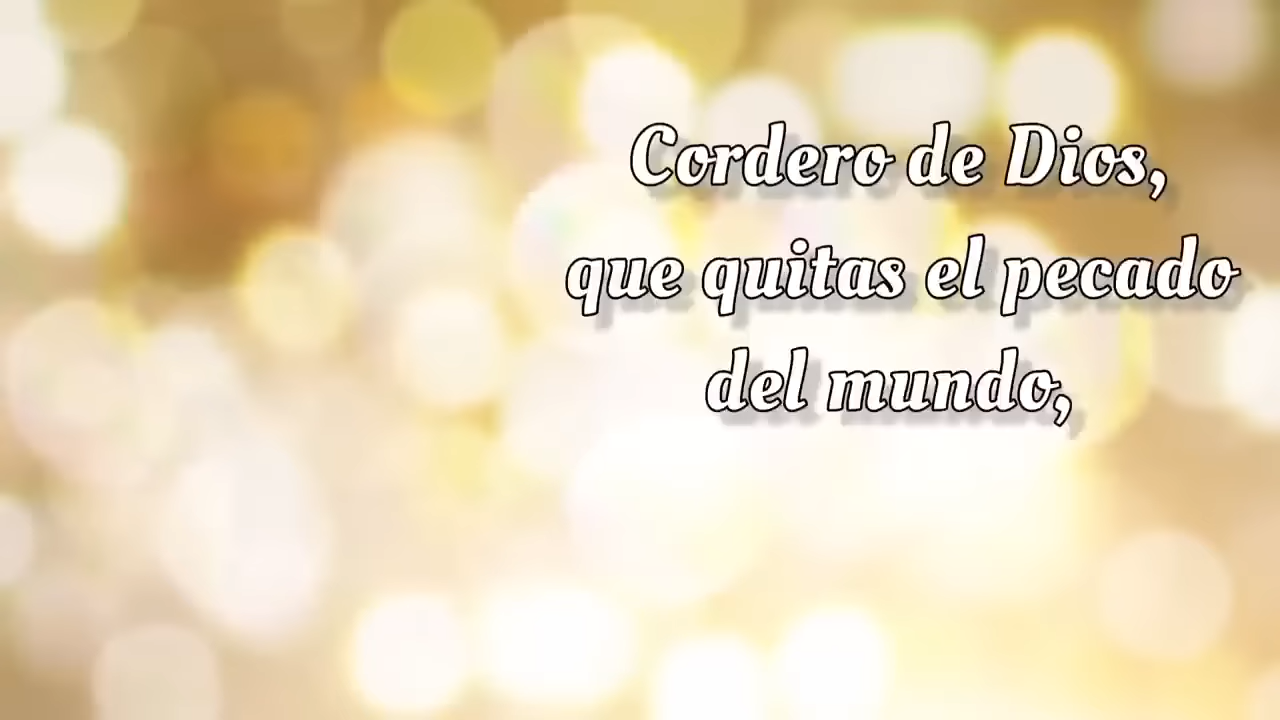 Cordero de Dios,
que quitas el pecado
del mundo,